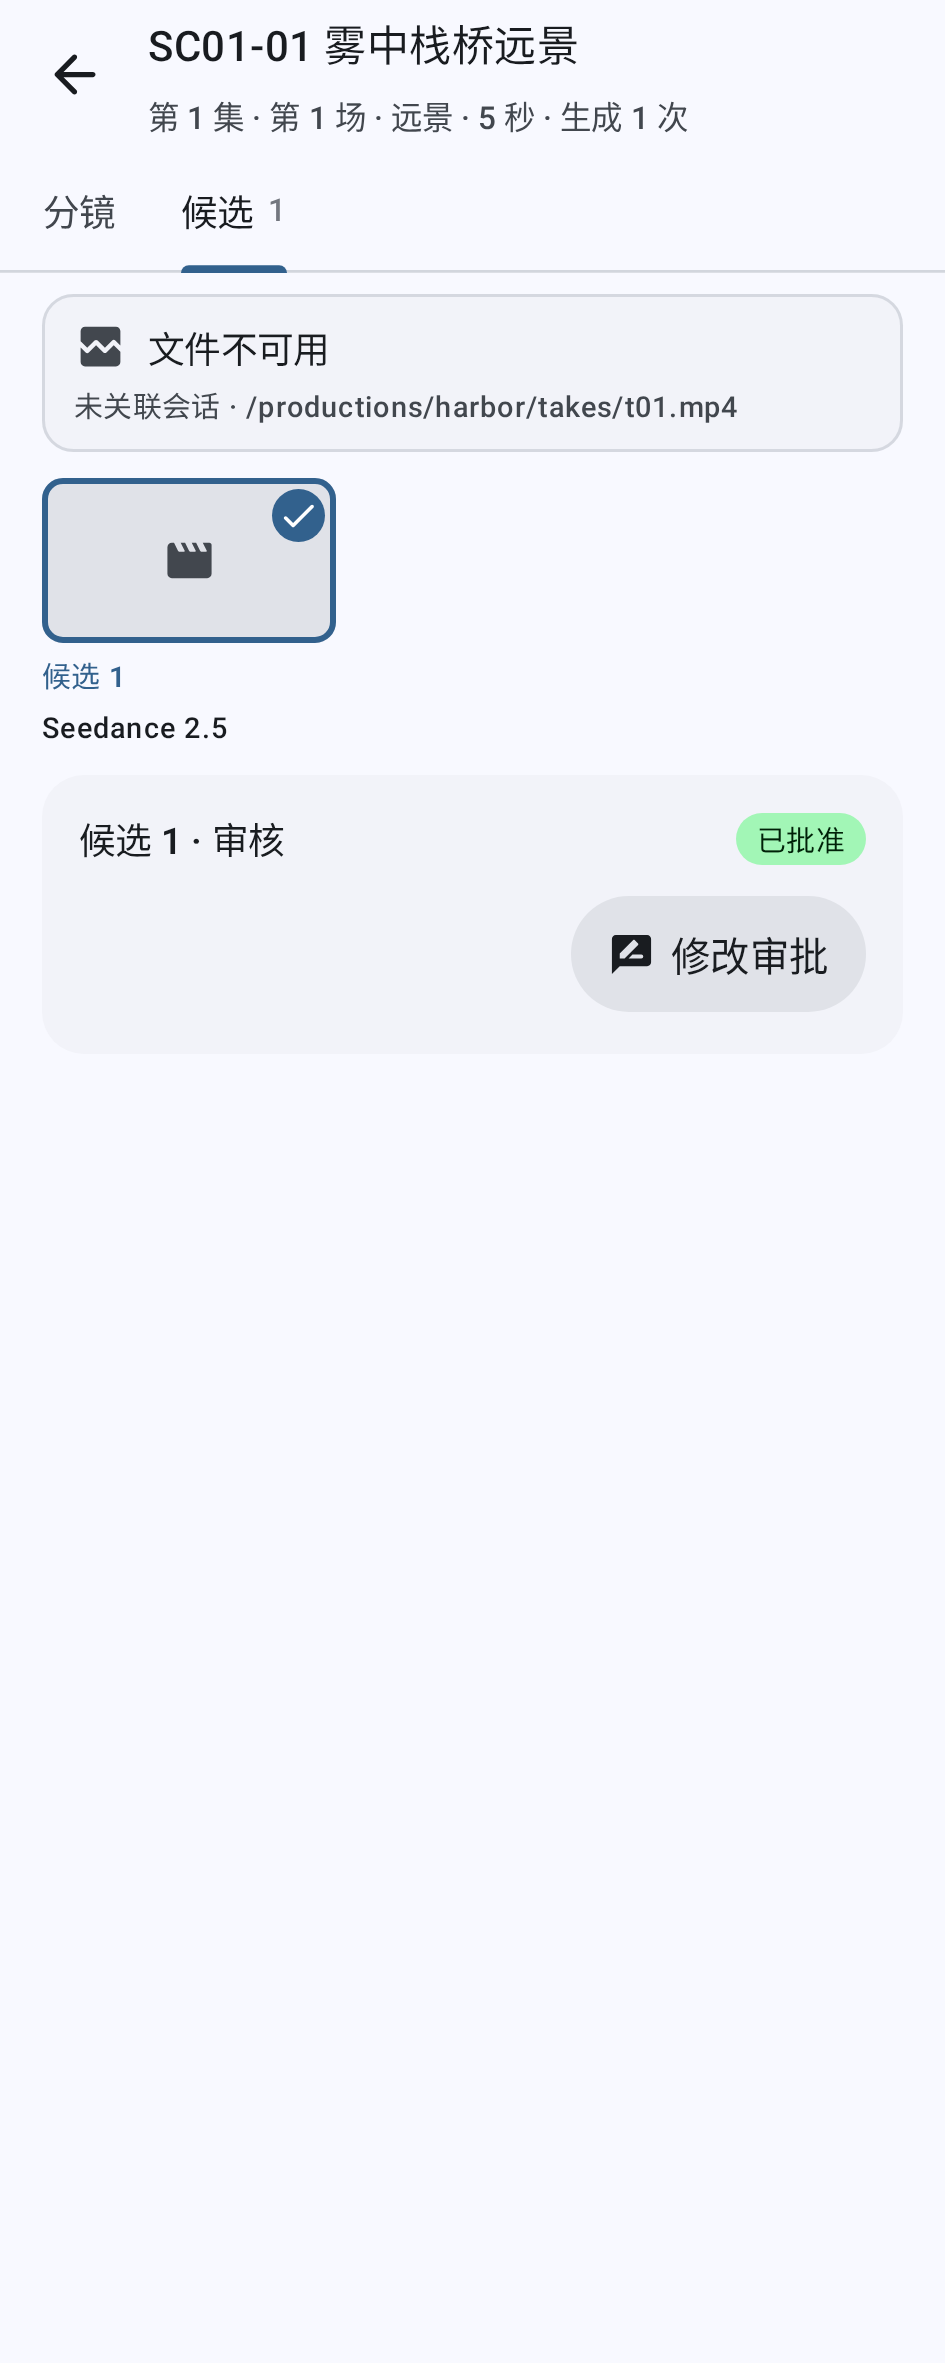 SC01-01 雾中栈桥远景
第 1 集 · 第 1 场 · 远景 · 5 秒 · 生成 1 次
分镜
候选 1
文件不可用
未关联会话 · /productions/harbor/takes/t01.mp4
候选 1
Seedance 2.5
候选 1 · 审核
已批准
修改审批